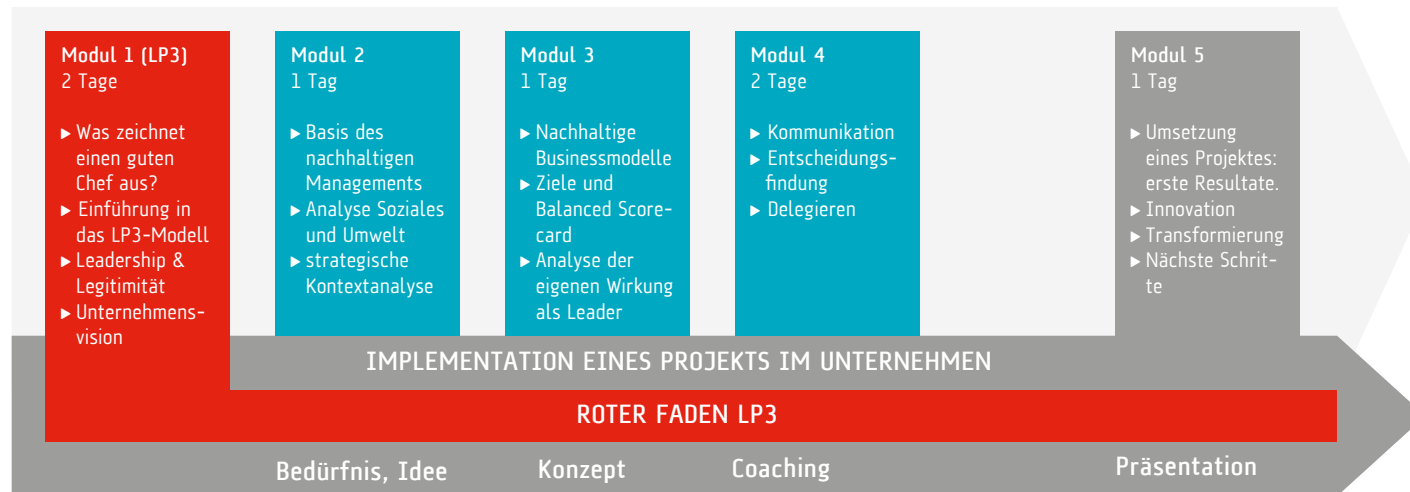 Modul 1 (LP3)
2 Tage
▶ Was zeichnet
einen guten
Chef aus?
▶ Einführung in
das LP3-Modell
▶ Leadership &
Legitimität
▶ Unternehmens-
vision
Modul 2
1 Tag
▶ Basis des
nachhaltigen
Managements
▶ Analyse Soziales
und Umwelt
▶ strategische
Kontextanalyse
Modul 3
1 Tag
▶ Nachhaltige
Businessmodelle
▶ Ziele und
Balanced Score-
card
▶ Analyse der
eigenen Wirkung
als Leader
Modul 4
2 Tage
▶ Kommunikation
▶ Entscheidungs-
findung
▶ Delegieren
Modul 5
1 Tag
▶ Umsetzung
eines Projektes:
erste Resultate.
▶ Innovation
▶ Transformierung
▶ Nächste Schrit-
te
IMPLEMENTATION EINES PROJEKTS IM UNTERNEHMEN
ROTER FADEN LP3
Bedürfnis, Idee
Konzept
Coaching
Präsentation